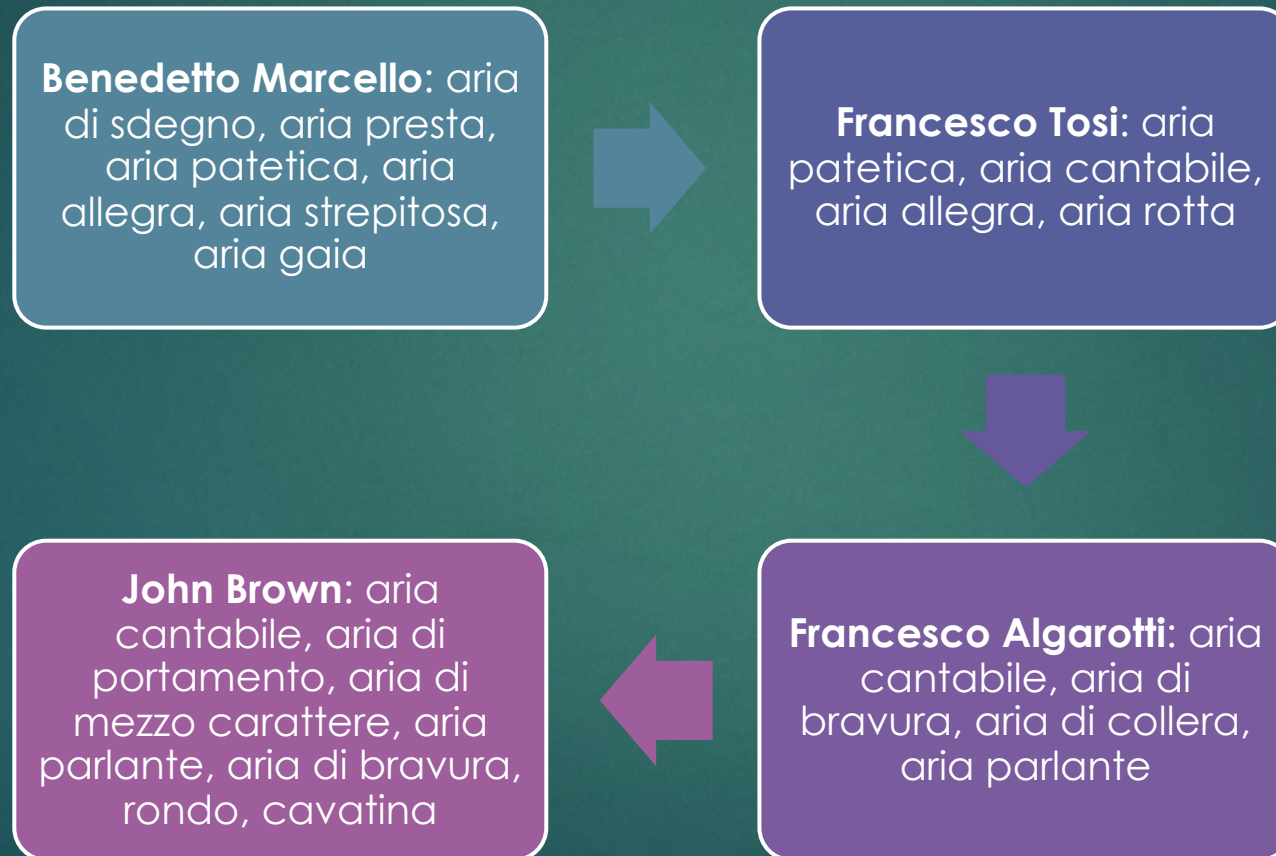 Benedetto Marcello: aria
di sdegno, aria presta,
aria patetica, aria
allegra, aria strepitosa,
aria gaia
Francesco Tosi: aria
patetica, aria cantabile,
aria allegra, aria rotta
Francesco Algarotti: aria
cantabile, aria di
bravura, aria di collera,
aria parlante
John Brown: aria
cantabile, aria di
portamento, aria di
mezzo carattere, aria
parlante, aria di bravura,
rondo, cavatina